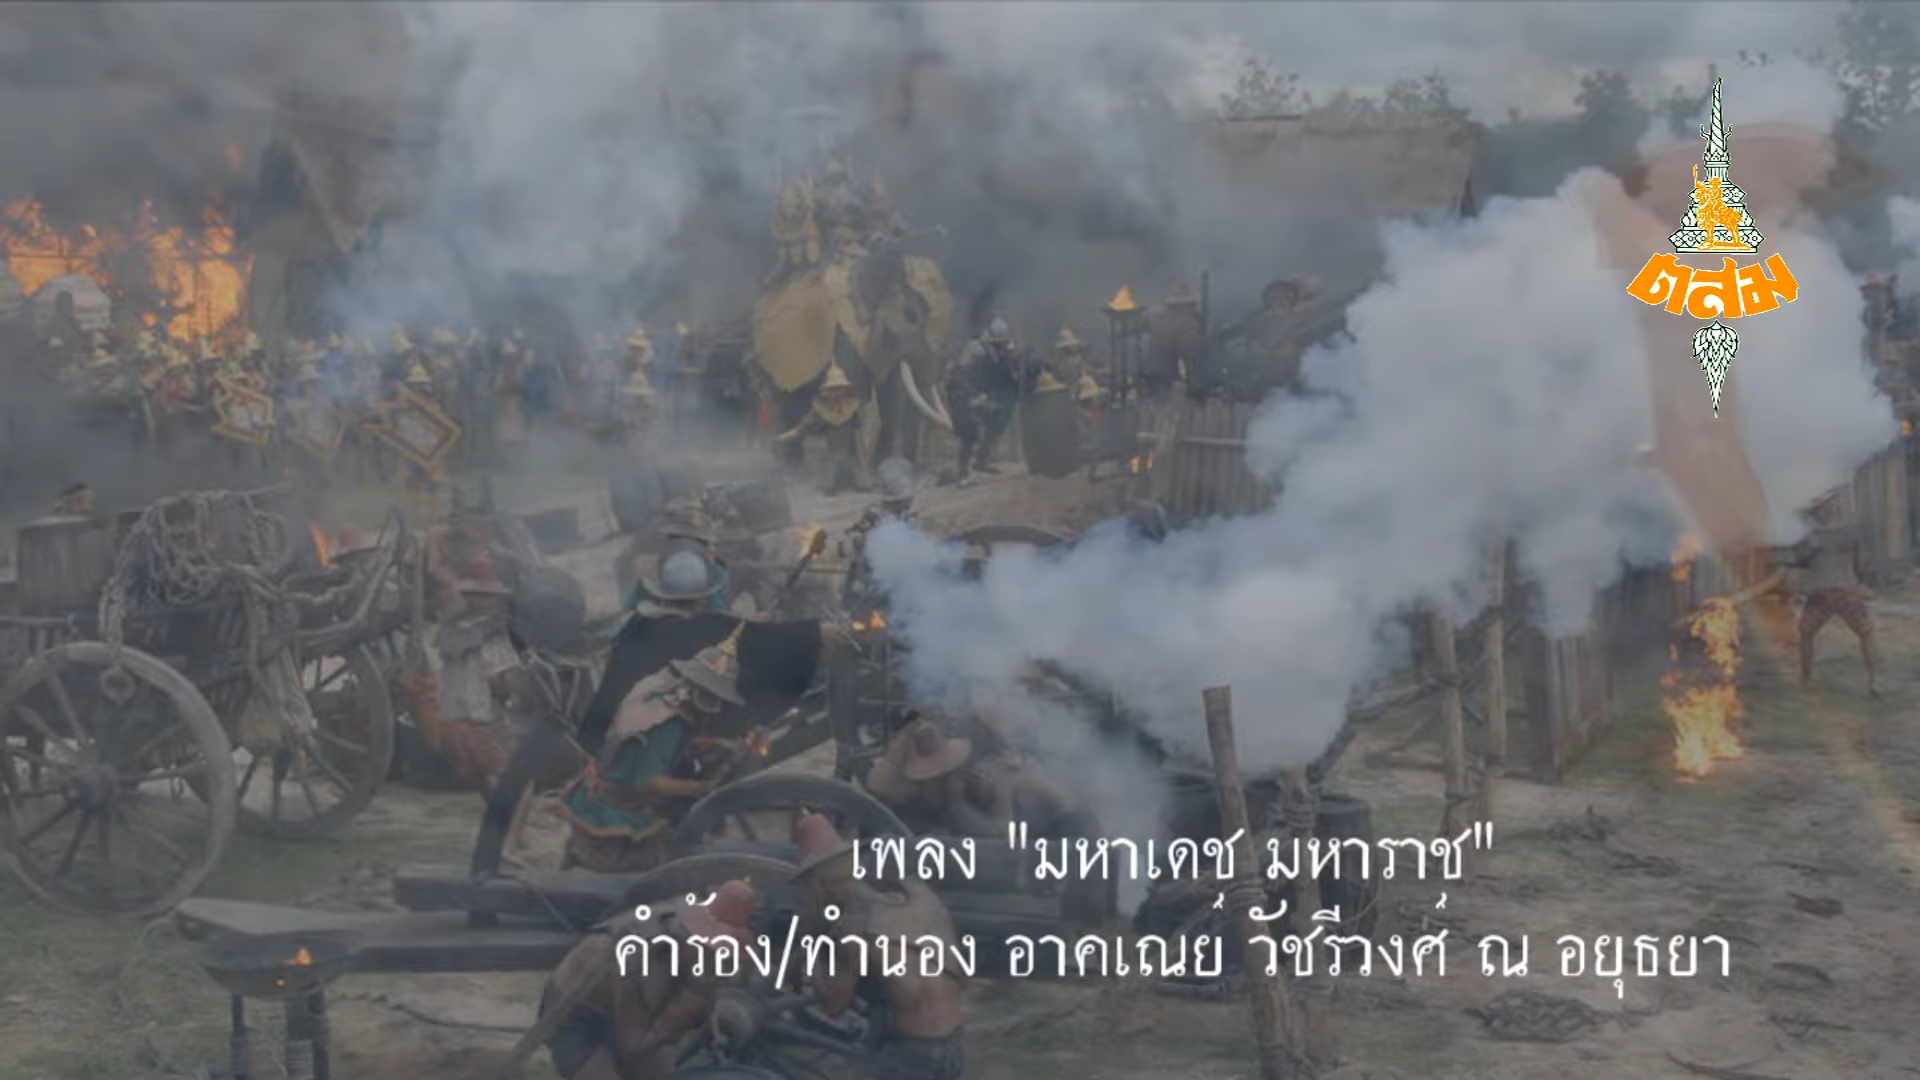 ตสม
เพลง "มหาเดชฺ มหาราชฺ"
คำร้อง/ทำนอง อาคเณย์ วัชรีวงศ์ ณ อยุธยา